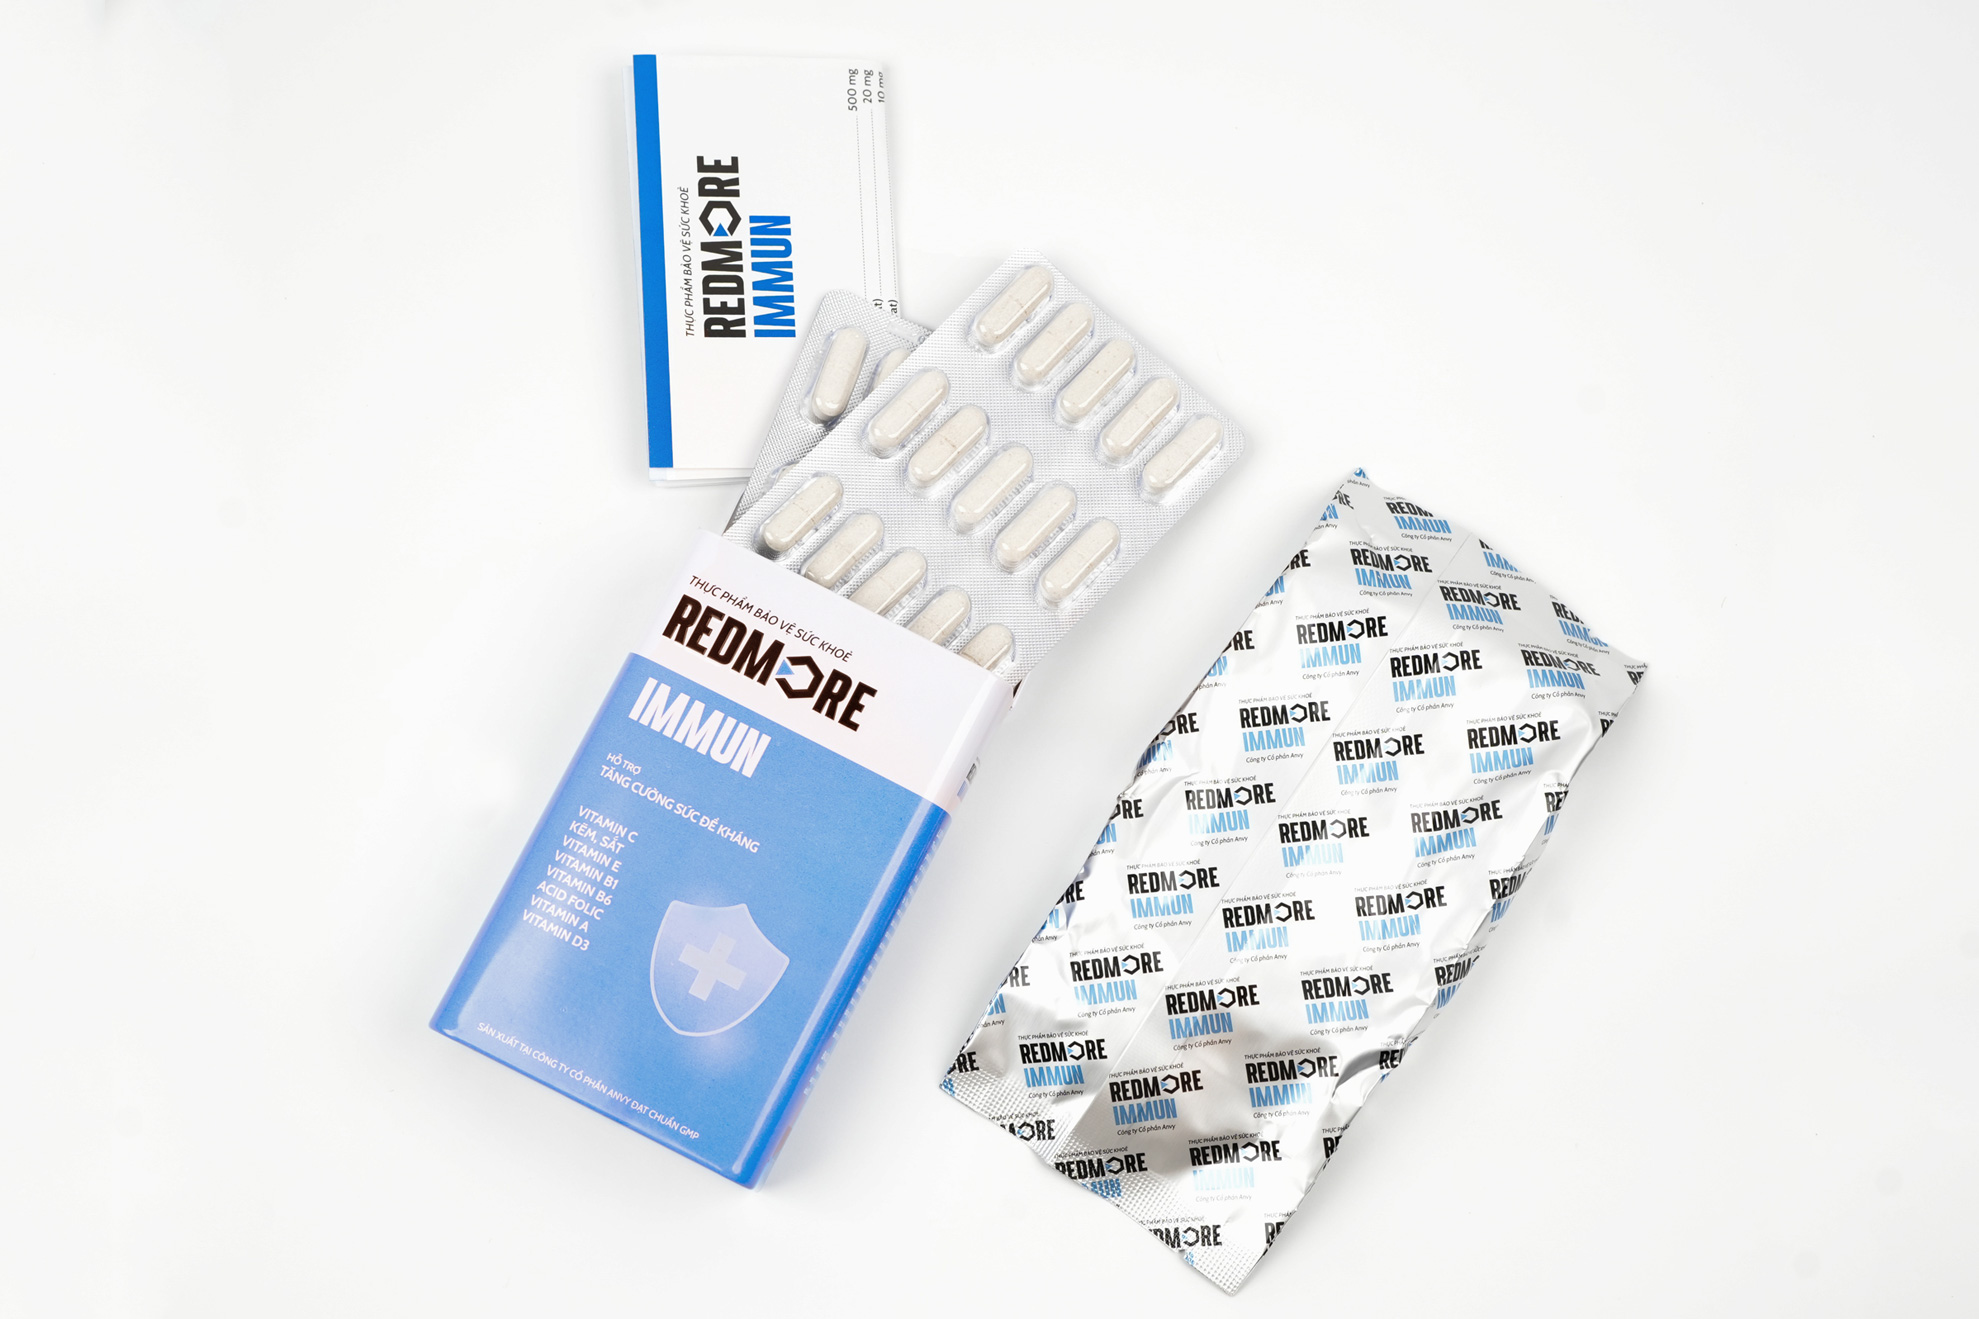 THỰC PHẨM BẢO VỆ SỨC KHOẺ
REDMORE
IMMUN
500 mg
20 mg
10 mg
THỰC PHẨM BẢO VỆ SỨC KHOẺ
REDMORE
IMMUN
HỖ TRỢ
TĂNG CƯỜNG SỨC ĐỀ KHÁNG
VITAMIN C
KẼM, SẮT
VITAMIN E
VITAMIN B1
VITAMIN B6
ACID FOLIC
VITAMIN A
VITAMIN D3
SẢN XUẤT TẠI CÔNG TY CỔ PHẦN ANVY ĐẠT CHUẨN GMP
THỰC PHẨM BẢO VỆ SỨC KHOẺ
REDMORE
IMMUN
Công ty Cổ phần Anvy